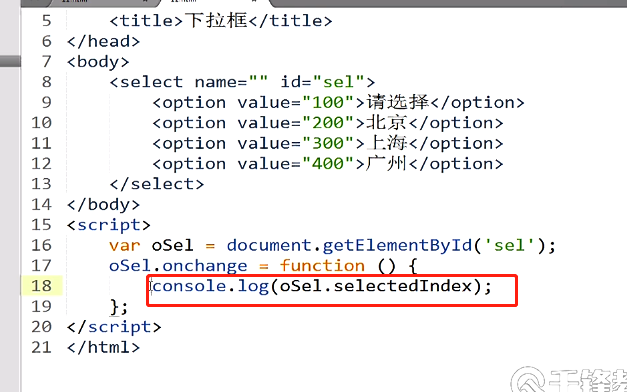 5 <title>下拉框</title>
6 </head>
7 <body>
8 <select name="" id="sel">
9 <option value="100">请选择</option>
10 <option value="200">北京</option>
11 <option value="300">上海</option>
12 <option value="400">广州</option>
13 </select>
14 </body>
15 <script>
16 var oSel = document.getElementById('sel');
17 oSel.onchange = function () {
18 console.log(oSel.selectedIndex);
19 };
20 </script>
21 </html>
千锋教